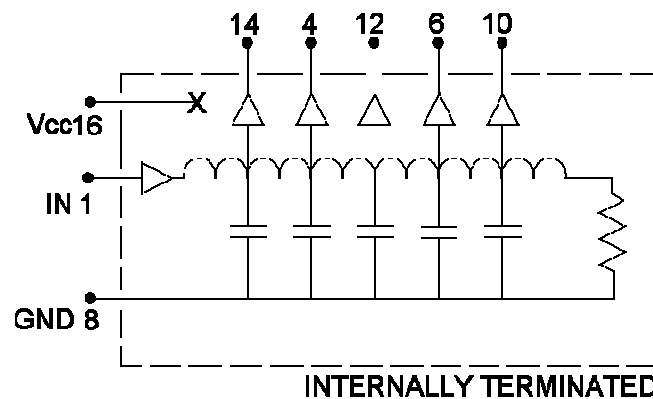 14 4 12 6 10
Vcc16
X
IN 1
GND 8
INTERNALLY TERMINATED